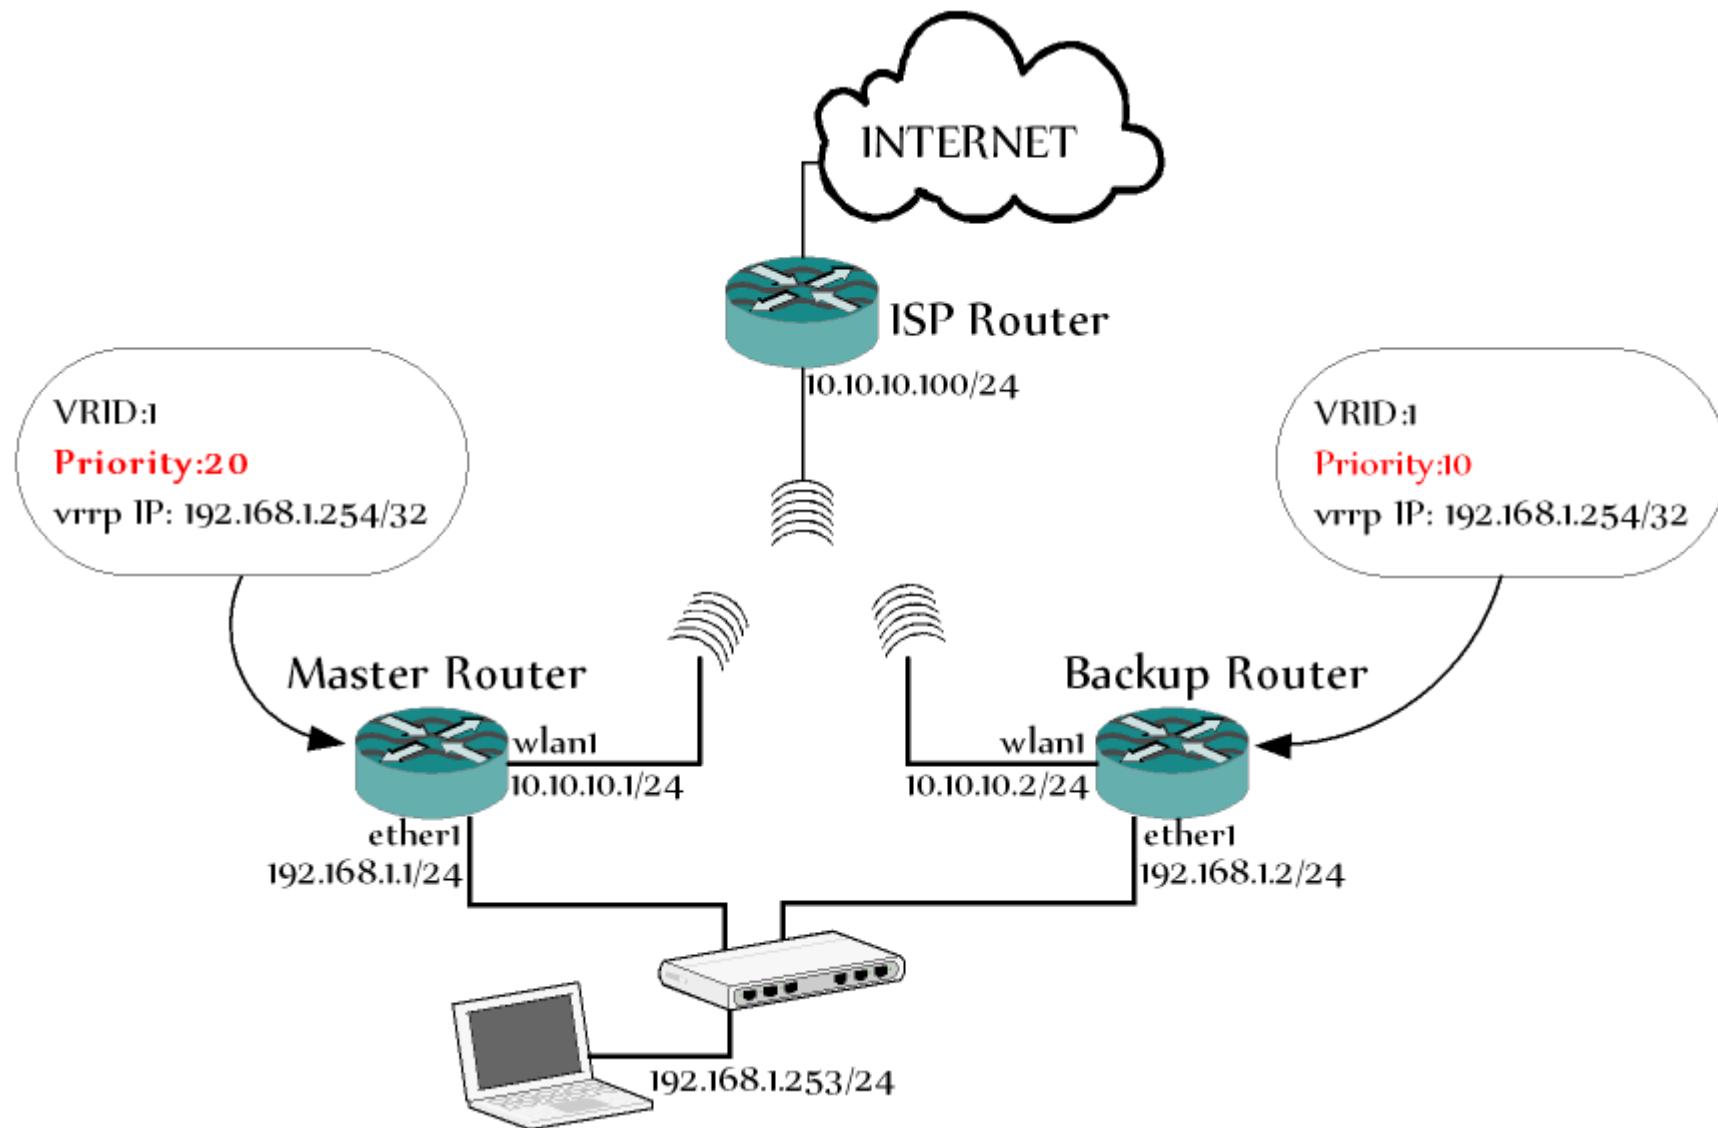 INTERNET
ISP Router
10.10.10.100/24
VRID:1
Priority:20
vrrp IP: 192.168.1.254/32
VRID:1
Priority:10
vrrp IP: 192.168.1.254/32
Master Router
wlan1
10.10.10.1/24
ether1
192.168.1.1/24
Backup Router
wlan1
10.10.10.2/24
ether1
192.168.1.2/24
192.168.1.253/24